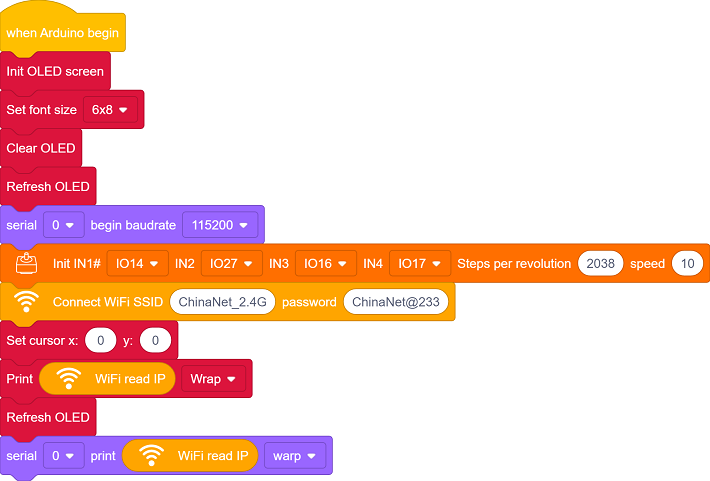 when Arduino begin
Init OLED screen
Set font size 6x8
Clear OLED
Refresh OLED
serial 0 begin baudrate 115200
Init IN1# IO14 IN2 IO27 IN3 IO16 IN4 IO17 Steps per revolution 2038 speed 10
Connect WiFi SSID ChinaNet_2.4G password ChinaNet@233
Set cursor x: 0 y: 0
Print WiFi read IP Wrap
Refresh OLED
serial 0 print WiFi read IP warp